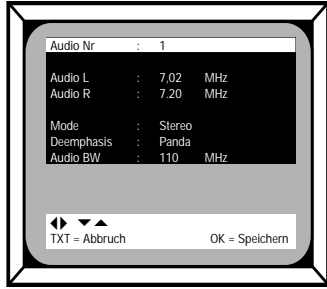 Audio Nr : 1
Audio L : 7,02 MHz
Audio R : 7.20 MHz
Mode : Stereo
Deemphasis : Panda
Audio BW : 110 MHz
TXT = Abbruch OK = Speichern